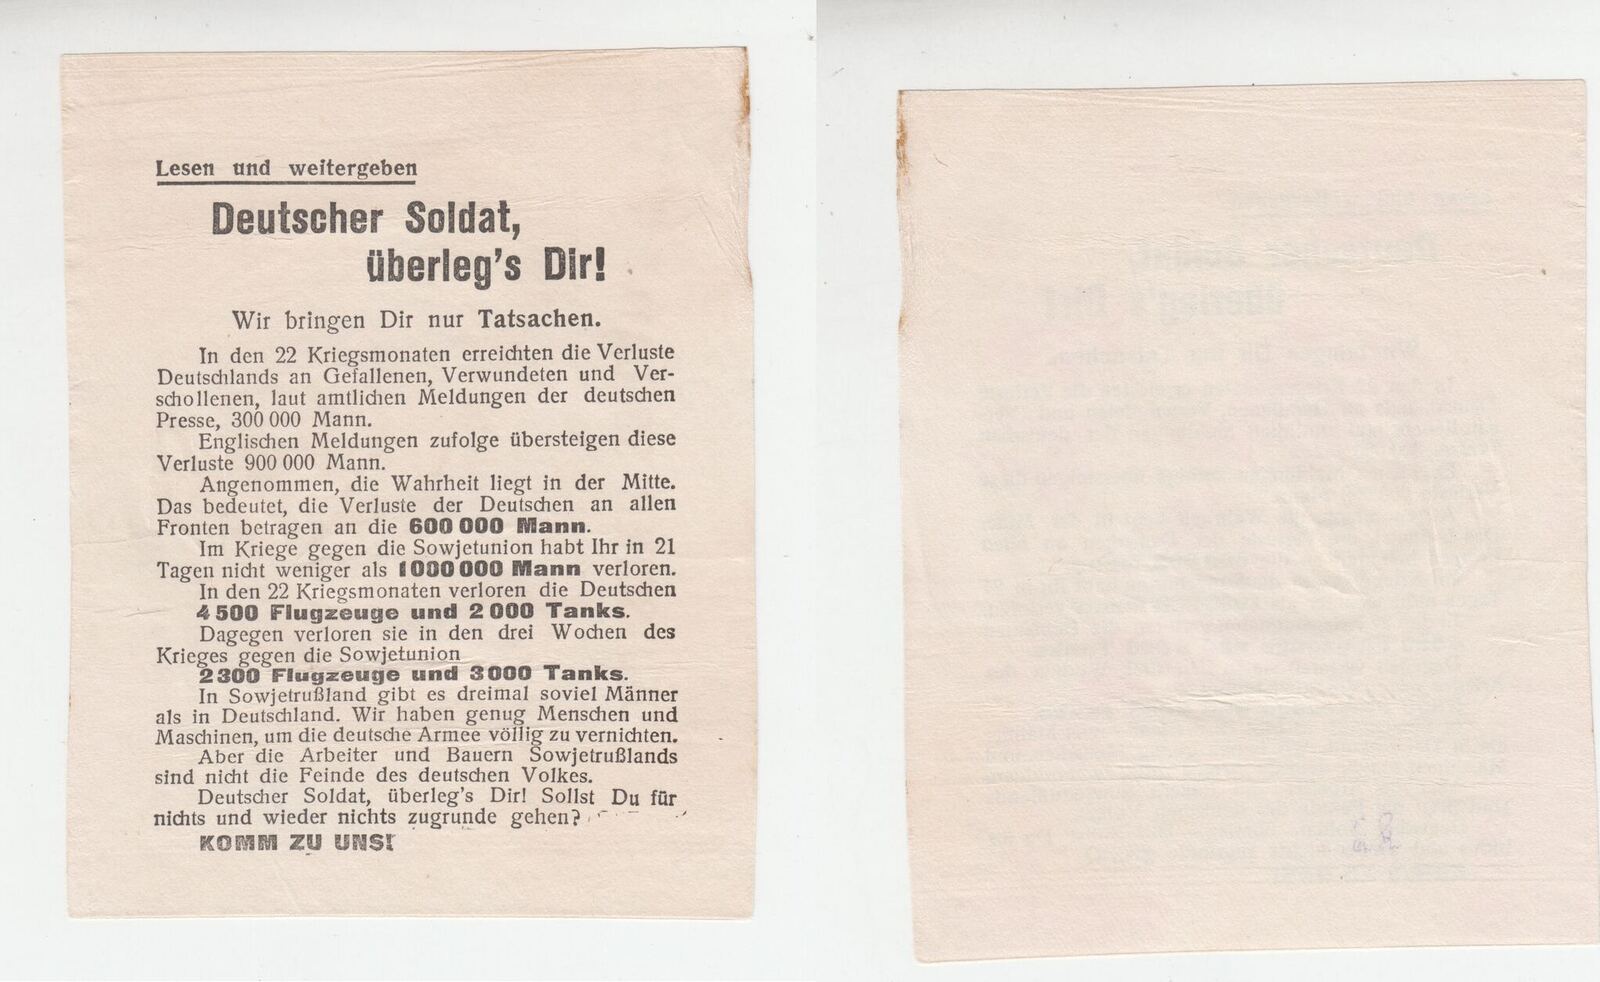 Lesen und weitergeben
Deutscher Soldat,
überleg's Dir!
Wir bringen Dir nur Tatsachen.
In den 22 Kriegsmonaten erreichten die Verluste
Deutschlands an Gefallenen, Verwundeten und Ver-
schollenen, laut amtlichen Meldungen der deutschen
Presse, 300 000 Mann.
Englischen Meldungen zufolge übersteigen diese
Verluste 900 000 Mann.
Angenommen, die Wahrheit liegt in der Mitte.
Das bedeutet, die Verluste der Deutschen an allen
Fronten betragen an die 600 000 Mann.
Im Kriege gegen die Sowjetunion habt Ihr in 21
Tagen nicht weniger als 1 000 000 Mann verloren.
In den 22 Kriegsmonaten verloren die Deutschen
4 500 Flugzeuge und 2 000 Tanks.
Dagegen verloren sie in den drei Wochen des
Krieges gegen die Sowjetunion
2 300 Flugzeuge und 3 000 Tanks.
In Sowjetrußland gibt es dreimal soviel Männer
als in Deutschland. Wir haben genug Menschen und
Maschinen, um die deutsche Armee völlig zu vernichten.
Aber die Arbeiter und Bauern Sowjetrußlands
sind nicht die Feinde des deutschen Volkes.
Deutscher Soldat, überleg's Dir! Sollst Du für
nichts und wieder nichts zugrunde gehen?
KOMM ZU UNS!